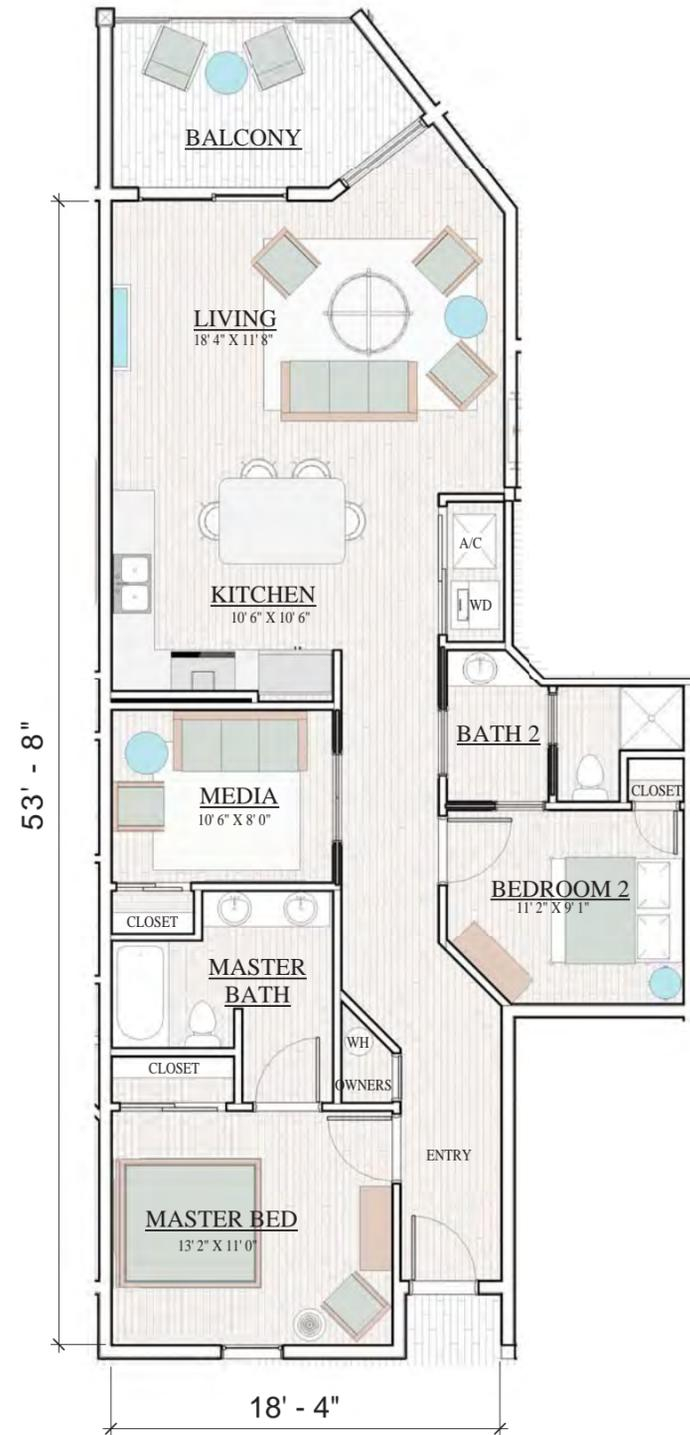 BALCONY
LIVING
18' 4" X 11' 8"
A/C
WD
KITCHEN
10' 6" X 10' 6"
BATH 2
53' - 8"
MEDIA
10' 6" X 8' 0"
CLOSET
BEDROOM 2
11' 2" X 9' 1"
CLOSET
MASTER
BATH
WH
OWNERS
CLOSET
ENTRY
MASTER BED
13' 2" X 11' 0"
18' - 4"